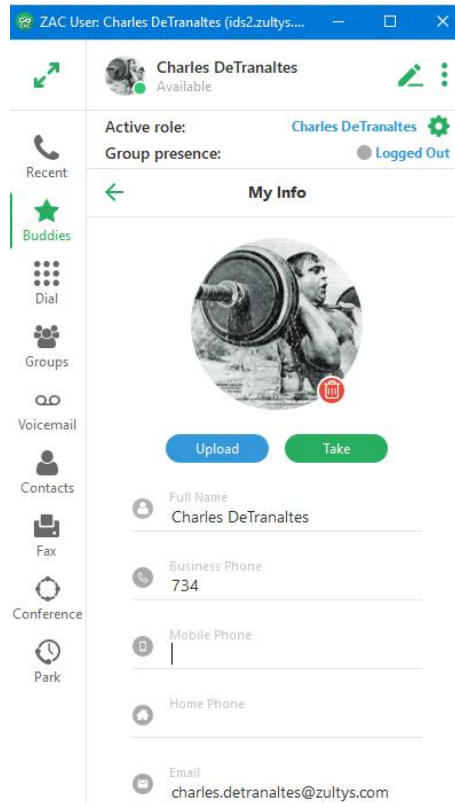 ZAC User: Charles DeTranaltes (ids2.zultys....
Charles DeTranaltes
Available
Active role: Charles DeTranaltes
Group presence: Logged Out
Recent
My Info
Buddies
Dial
Groups
Voicemail
Upload Take
Contacts
Full Name
Charles DeTranaltes
Fax
Business Phone
734
Conference
Mobile Phone
Park
Home Phone
Email
charles.detranaltes@zultys.com